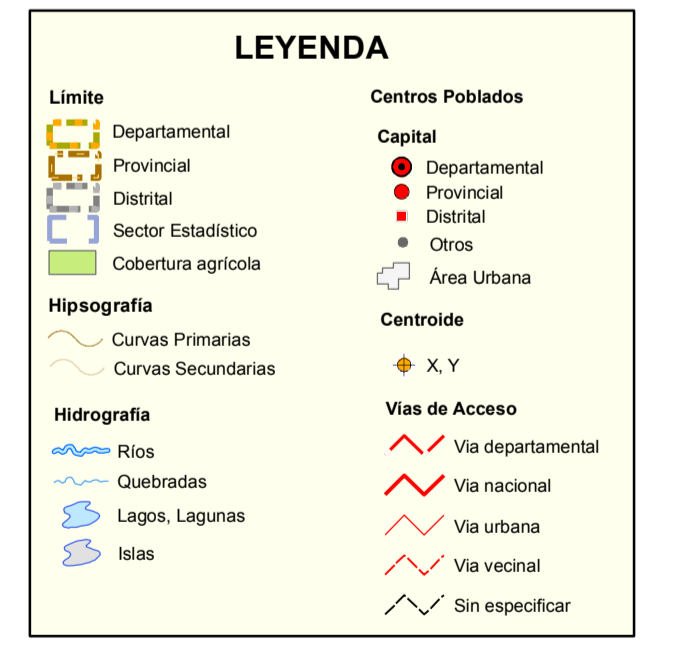 LEYENDA
Límite
Departamental
Provincial
Distrital
Sector Estadístico
Cobertura agrícola
Hipsografía
Curvas Primarias
Curvas Secundarias
Hidrografía
Ríos
Quebradas
Lagos, Lagunas
Islas
Centros Poblados
Capital
Departamental
Provincial
Distrital
Otros
Área Urbana
Centroide
X, Y
Vías de Acceso
Via departamental
Via nacional
Via urbana
Via vecinal
Sin especificar